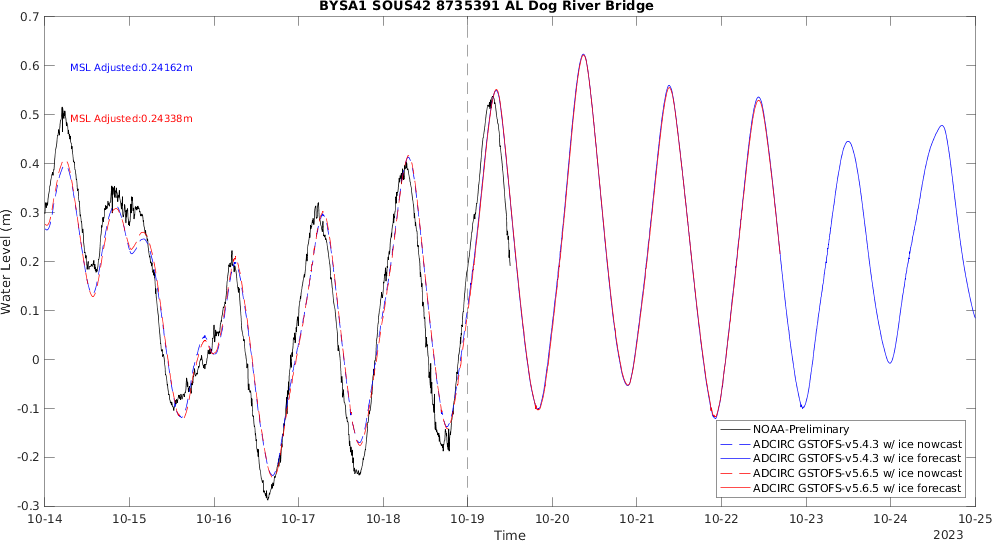 BYSA1 SOUS42 8735391 AL Dog River Bridge
0.7
0.6
0.5
0.4
0.3
0.2
0.1
0
-0.1
-0.2
-0.3
Water Level (m)
MSL Adjusted:0.24162m
MSL Adjusted:0.24338m
NOAA-Preliminary
ADCIRC GSTOFS-v5.4.3 w/ ice nowcast
ADCIRC GSTOFS-v5.4.3 w/ ice forecast
ADCIRC GSTOFS-v5.6.5 w/ ice nowcast
ADCIRC GSTOFS-v5.6.5 w/ ice forecast
10-14 10-15 10-16 10-17 10-18 10-19 10-20 10-21 10-22 10-23 10-24 10-25
Time
2023